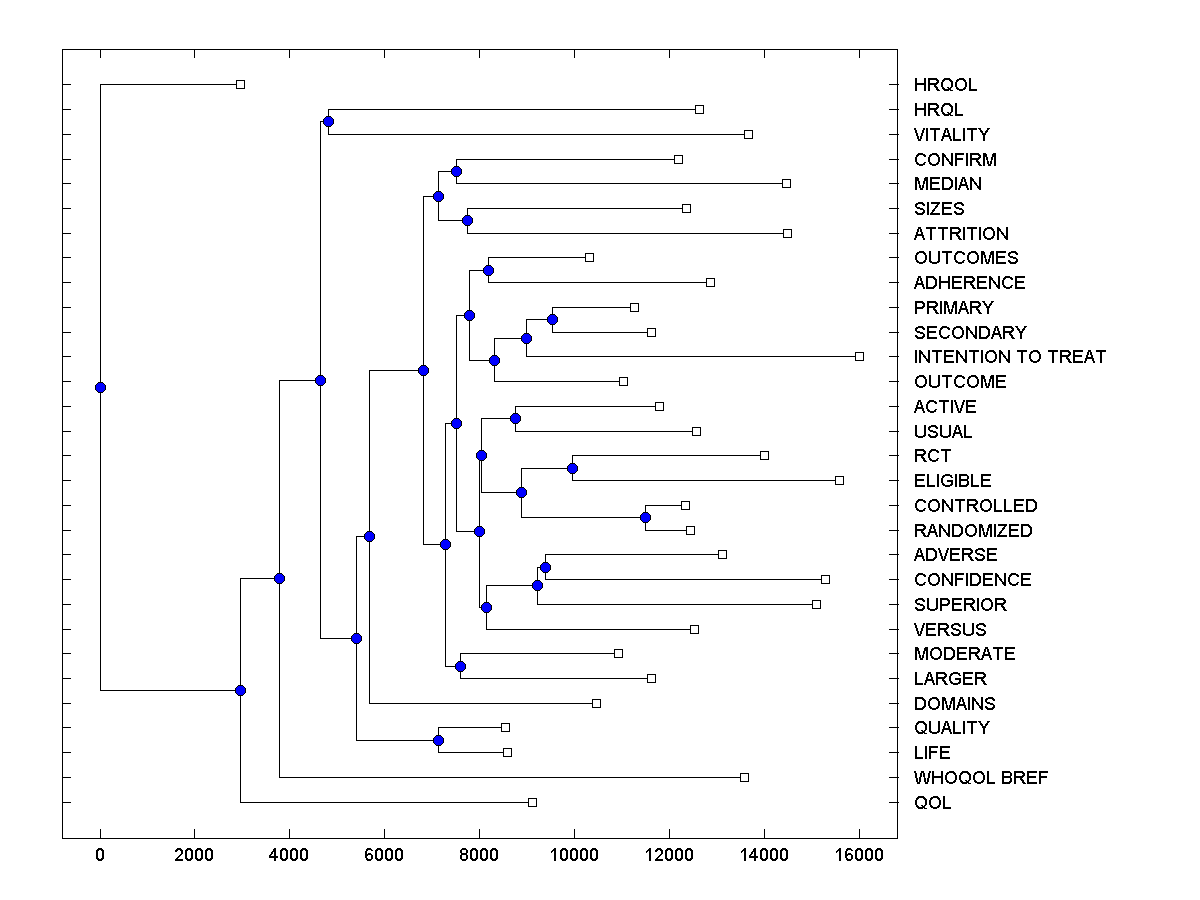 HRQOL
HRQL
VITALITY
CONFIRM
MEDIAN
SIZES
ATTRITION
OUTCOMES
ADHERENCE
PRIMARY
SECONDARY
INTENTION TO TREAT
OUTCOME
ACTIVE
USUAL
RCT
ELIGIBLE
CONTROLLED
RANDOMIZED
ADVERSE
CONFIDENCE
SUPERIOR
VERSUS
MODERATE
LARGER
DOMAINS
QUALITY
LIFE
WHOQOL BREF
QOL
0 2000 4000 6000 8000 10000 12000 14000 16000